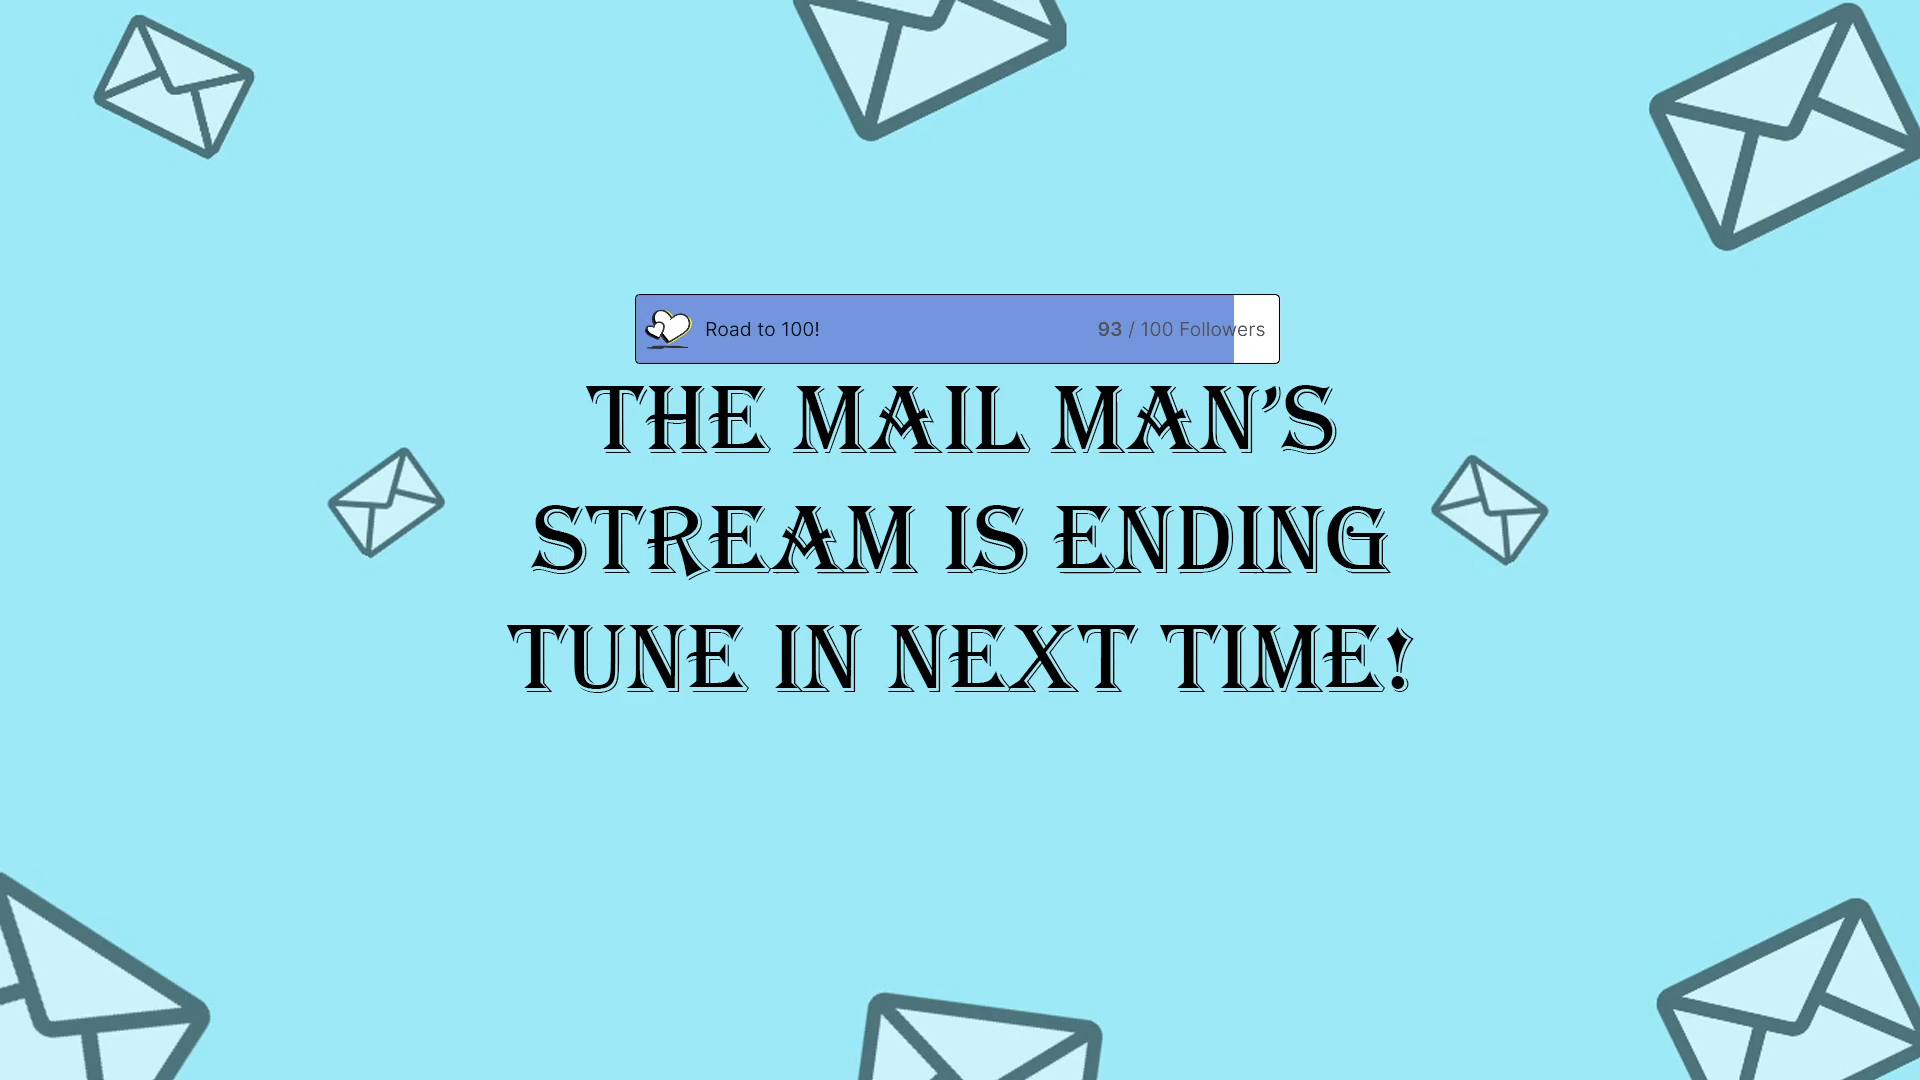 Road to 100! 93 / 100 Followers
THE MAIL MAN'S
STREAM IS ENDING
TUNE IN NEXT TIME!